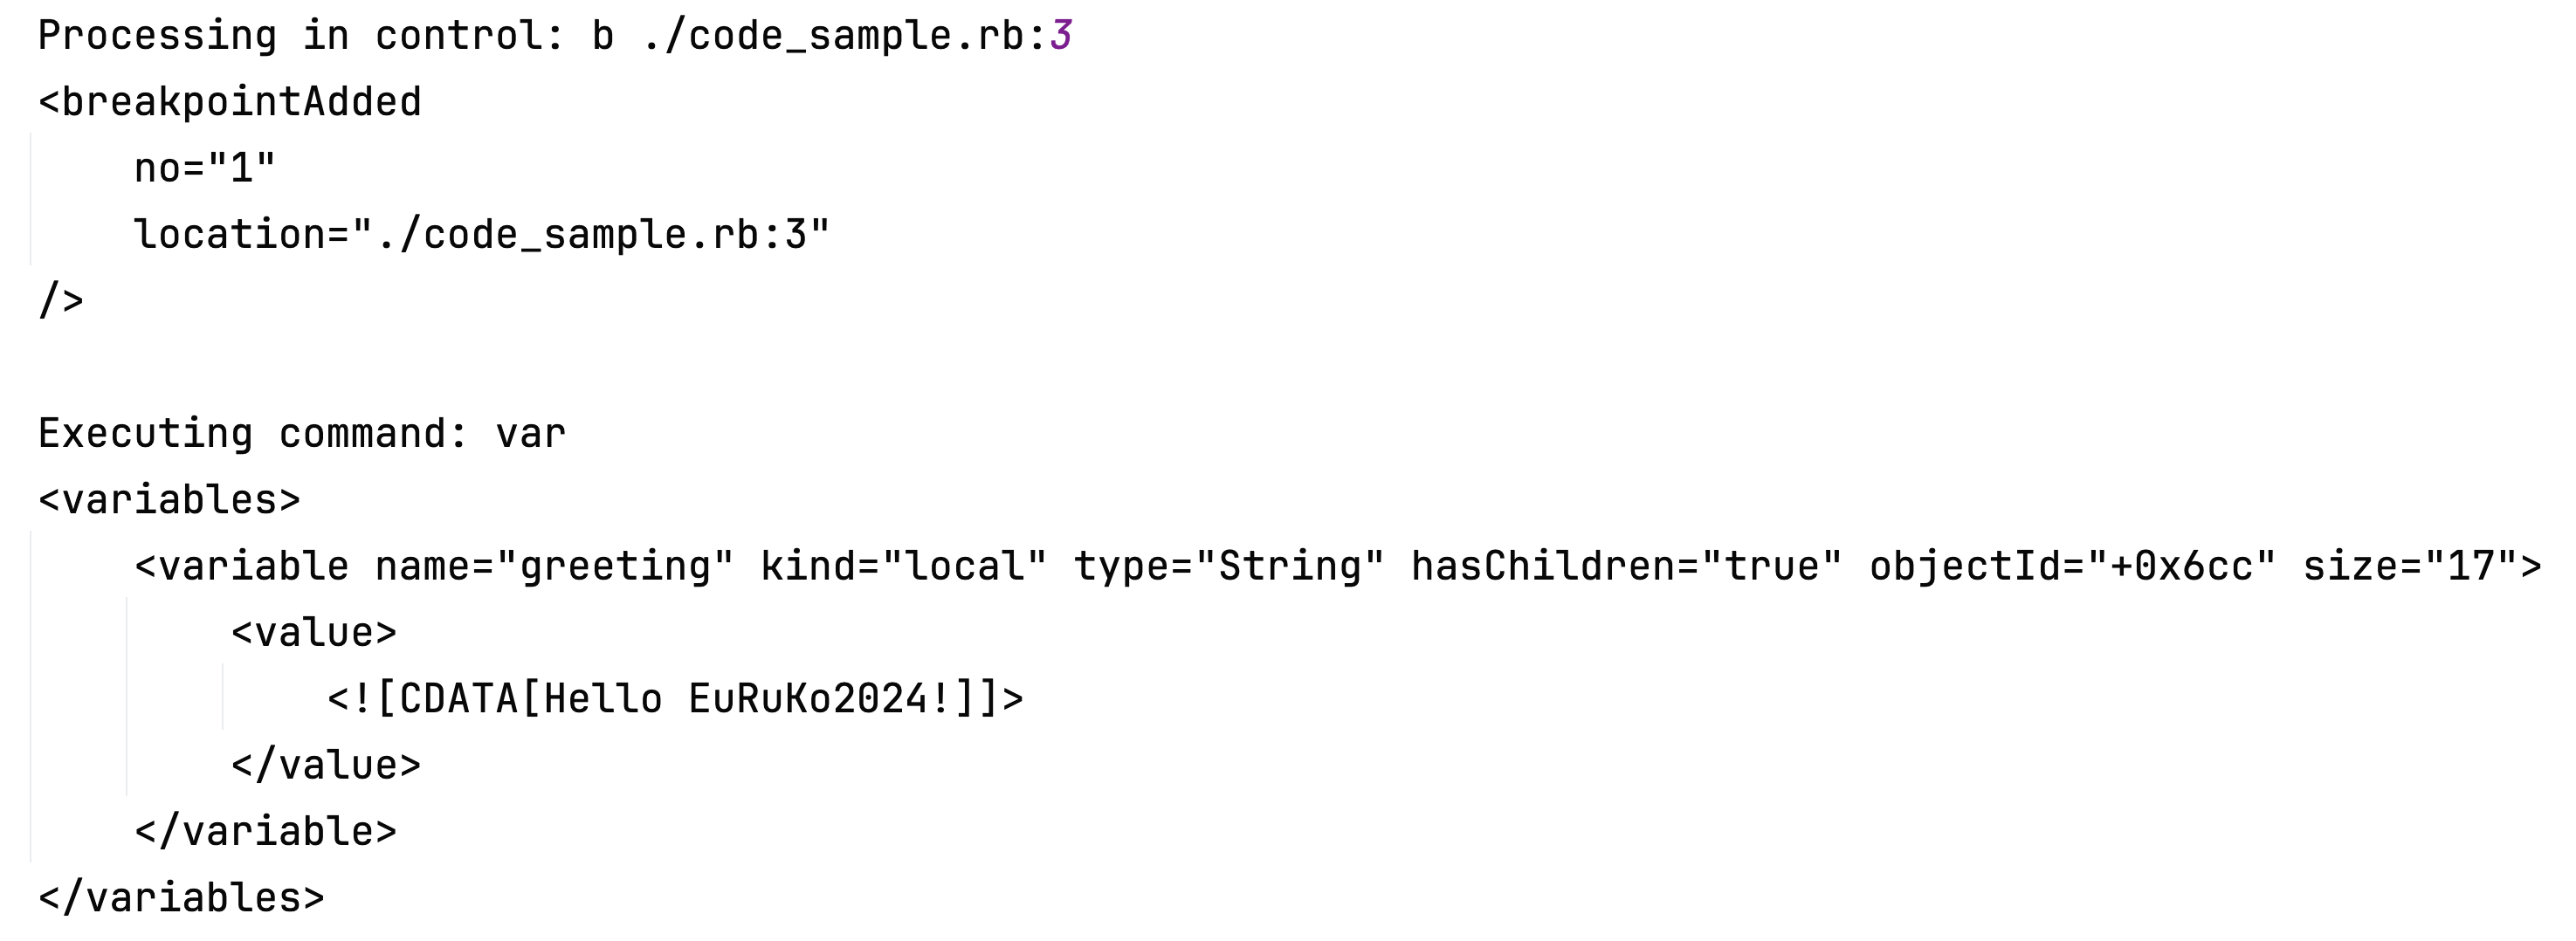 Processing in control: b ./code_sample.rb:3
<breakpointAdded
    no="1"
    location="./code_sample.rb:3"
/>

Executing command: var
<variables>
    <variable name="greeting" kind="local" type="String" hasChildren="true" objectId="+0x6cc" size="17">
        <value>
            <![CDATA[Hello EuRuKo2024!]]>
        </value>
    </variable>
</variables>